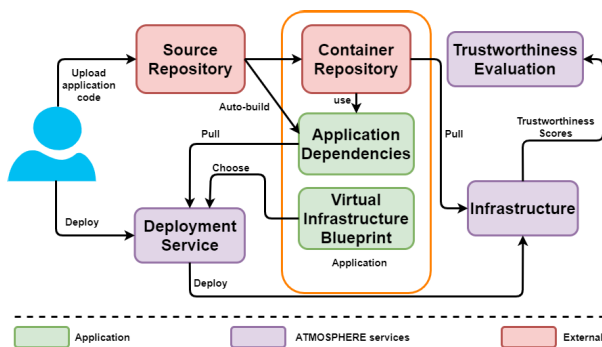 Upload
application
code
Source
Repository
Container
Repository
Trustworthiness
Evaluation
Auto-build
use
Pull
Application
Dependencies
Pull
Trustworthiness
Scores
Choose
Virtual
Infrastructure
Blueprint
Infrastructure
Deploy
Deployment
Service
Application
Deploy
Application
ATMOSPHERE services
External